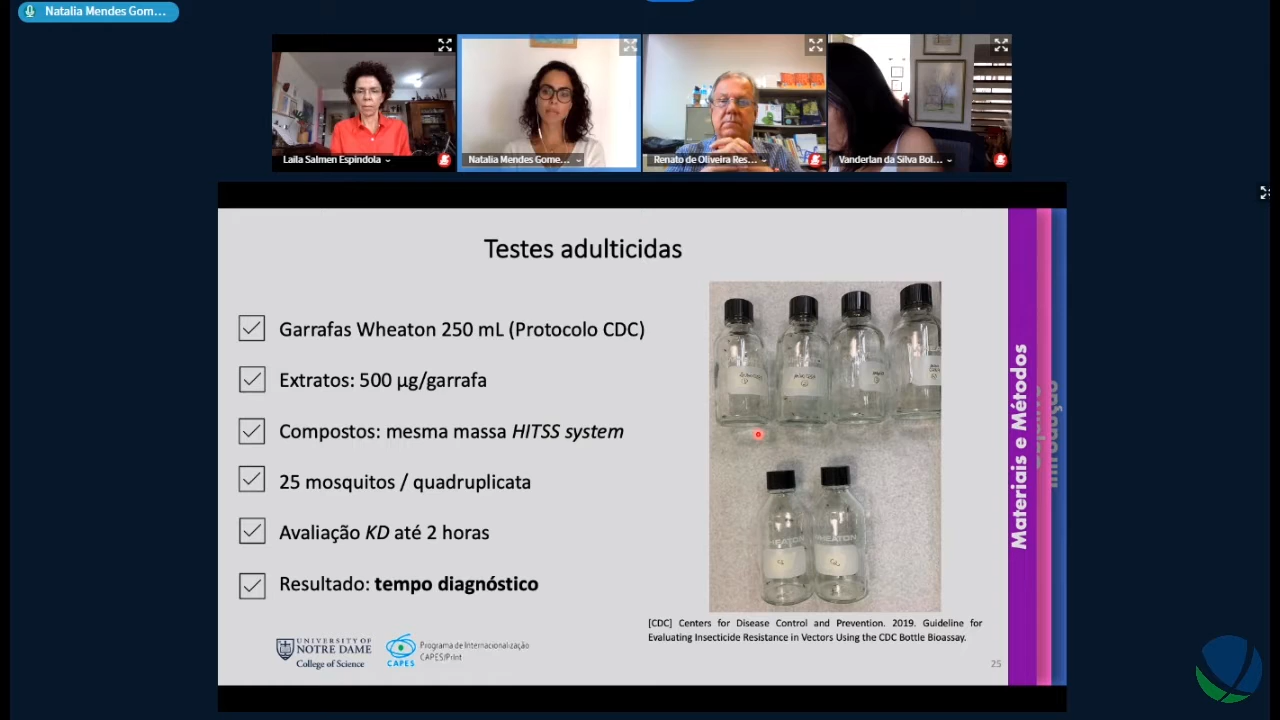 Natalia Mendes Gom...
Laila Salmen Espindola
Natalia Mendes Gome...
Renato de Oliveira Res...
Vanderlan da Silva Bol...
Testes adulticidas
Garrafas Wheaton 250 mL (Protocolo CDC)
Extratos: 500 µg/garrafa
Compostos: mesma massa HITSS system
25 mosquitos / quadruplicata
Avaliação KD até 2 horas
Resultado: tempo diagnóstico
WHEATON
[CDC] Centers for Disease Control and Prevention. 2019. Guideline for
Evaluating Insecticide Resistance in Vectors Using the CDC Bottle Bioassay.
UNIVERSITY OF
NOTRE DAME
College of Science
CAPES
Programa de Internacionalização
CAPES/Print
25
Materiais e Métodos
Objetivo
Introdução